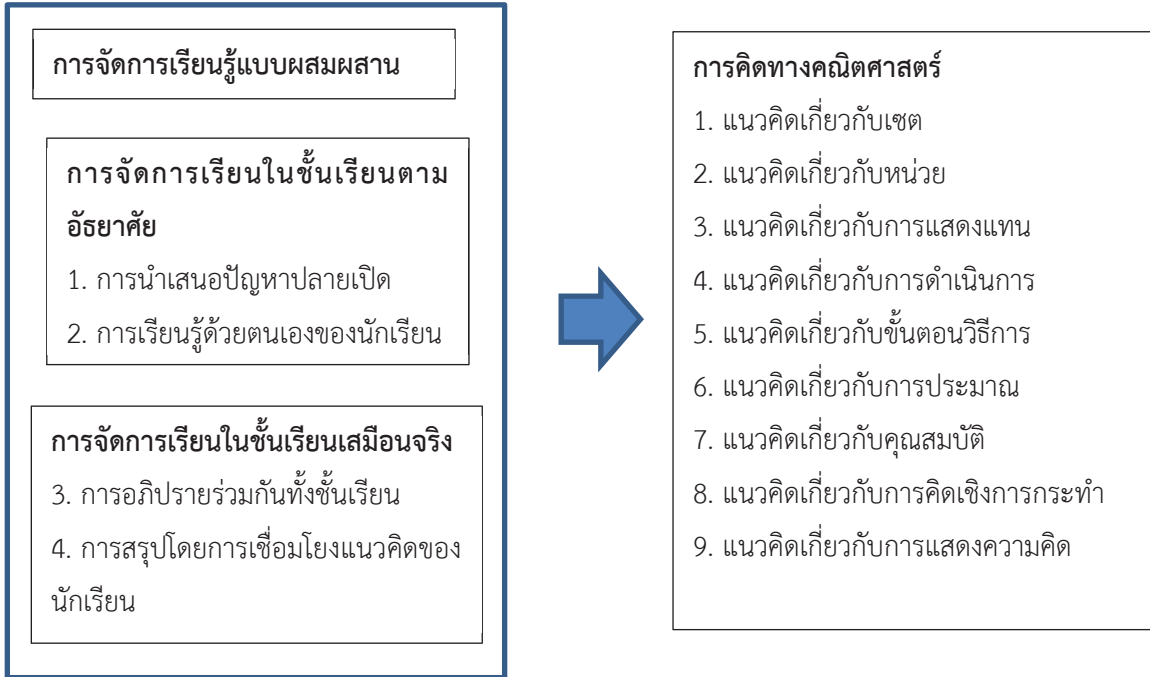 การจัดการเรียนรู้แบบผสมผสาน
การจัดการเรียนในชั้นเรียนตาม
อัธยาศัย
1. การนำเสนอปัญหาปลายเปิด
2. การเรียนรู้ด้วยตนเองของนักเรียน
การจัดการเรียนในชั้นเรียนเสมือนจริง
3. การอภิปรายร่วมกันทั้งชั้นเรียน
4. การสรุปโดยการเชื่อมโยงแนวคิดของ
นักเรียน
การคิดทางคณิตศาสตร์
1. แนวคิดเกี่ยวกับเซต
2. แนวคิดเกี่ยวกับหน่วย
3. แนวคิดเกี่ยวกับการแสดงแทน
4. แนวคิดเกี่ยวกับการดำเนินการ
5. แนวคิดเกี่ยวกับขั้นตอนวิธีการ
6. แนวคิดเกี่ยวกับการประมาณ
7. แนวคิดเกี่ยวกับคุณสมบัติ
8. แนวคิดเกี่ยวกับการคิดเชิงการกระทำ
9. แนวคิดเกี่ยวกับการแสดงความคิด